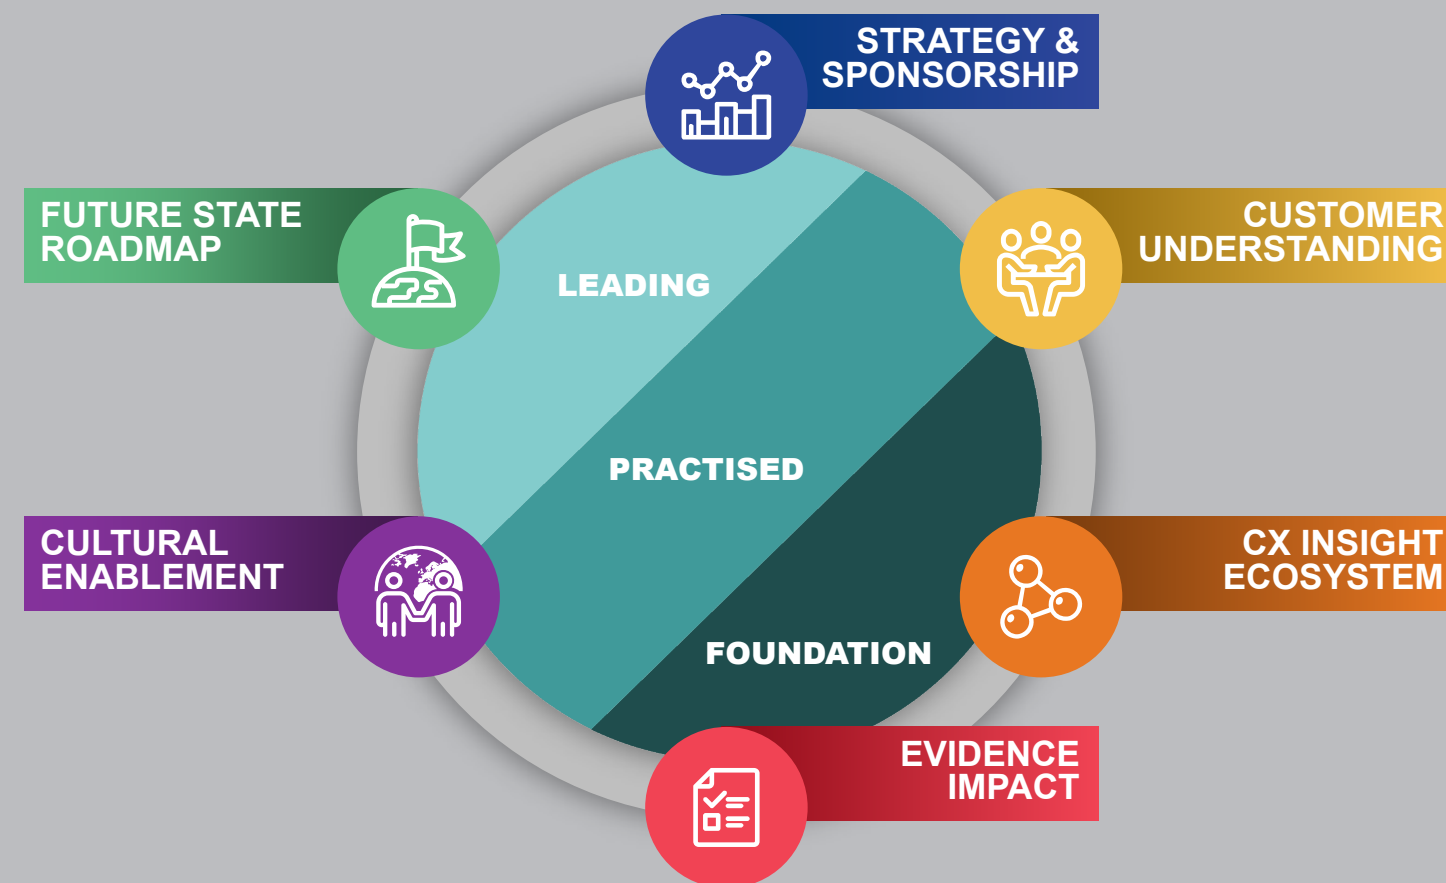 STRATEGY &
SPONSORSHIP
FUTURE STATE
ROADMAP
CUSTOMER
UNDERSTANDING
LEADING
PRACTISED
CULTURAL
ENABLEMENT
CX INSIGHT
ECOSYSTEM
FOUNDATION
EVIDENCE
IMPACT